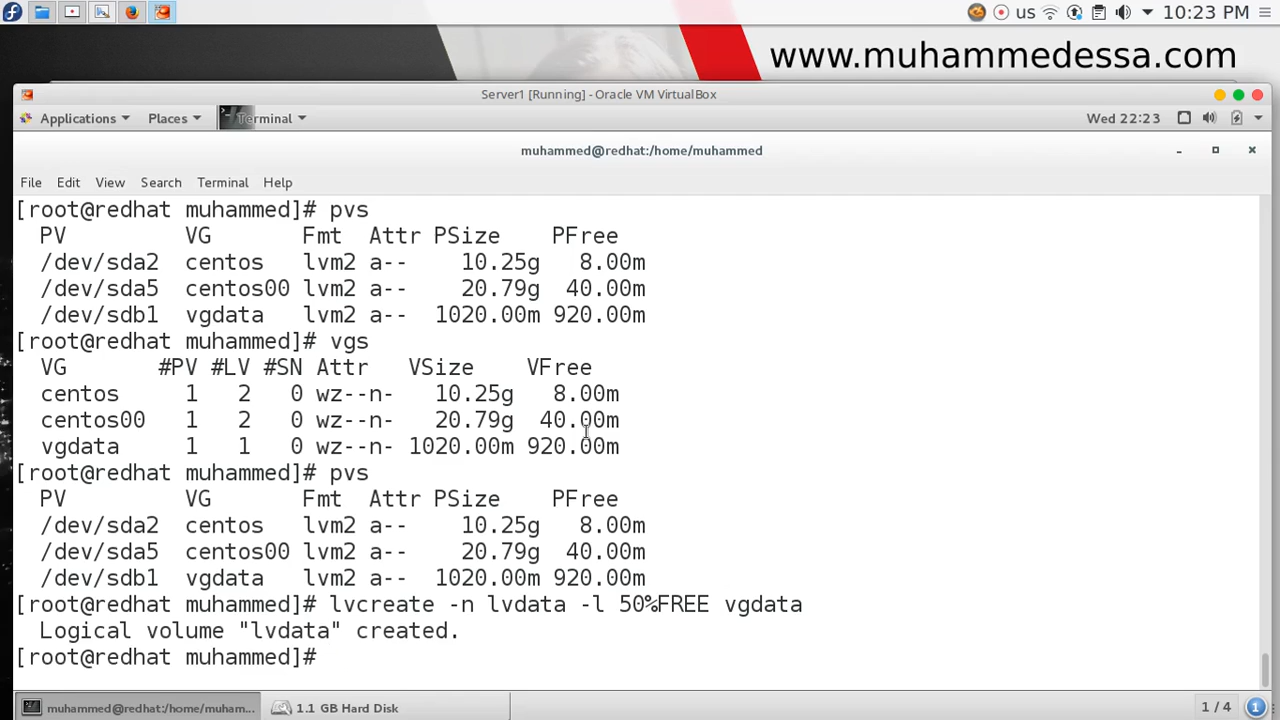 us 10:23 PM
www.muhammedessa.com
Server1 [Running] - Oracle VM VirtualBox
Applications Places Terminal Wed 22:23
muhammed@redhat:/home/muhammed
File Edit View Search Terminal Help
[root@redhat muhammed]# pvs
PV VG Fmt Attr PSize PFree
/dev/sda2 centos lvm2 a-- 10.25g 8.00m
/dev/sda5 centos00 lvm2 a-- 20.79g 40.00m
/dev/sdb1 vgdata lvm2 a-- 1020.00m 920.00m
[root@redhat muhammed]# vgs
VG #PV #LV #SN Attr VSize VFree
centos 1 2 0 wz--n- 10.25g 8.00m
centos00 1 2 0 wz--n- 20.79g 40.00m
vgdata 1 1 0 wz--n- 1020.00m 920.00m
[root@redhat muhammed]# pvs
PV VG Fmt Attr PSize PFree
/dev/sda2 centos lvm2 a-- 10.25g 8.00m
/dev/sda5 centos00 lvm2 a-- 20.79g 40.00m
/dev/sdb1 vgdata lvm2 a-- 1020.00m 920.00m
[root@redhat muhammed]# lvcreate -n lvdata -l 50%FREE vgdata
Logical volume "lvdata" created.
[root@redhat muhammed]#
muhammed@redhat:/home/muham... 1.1 GB Hard Disk 1 / 4 1